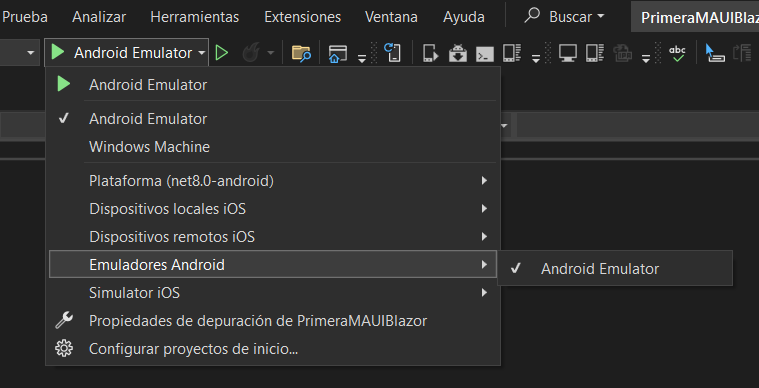 Prueba Analizar Herramientas Extensiones Ventana Ayuda Buscar PrimeraMAUIBlazo
Android Emulator
abc
Android Emulator
Android Emulator
Windows Machine
Plataforma (net8.0-android)
Dispositivos locales iOS
Dispositivos remotos iOS
Emuladores Android
Android Emulator
Simulator iOS
Propiedades de depuración de PrimeraMAUIBlazor
Configurar proyectos de inicio...